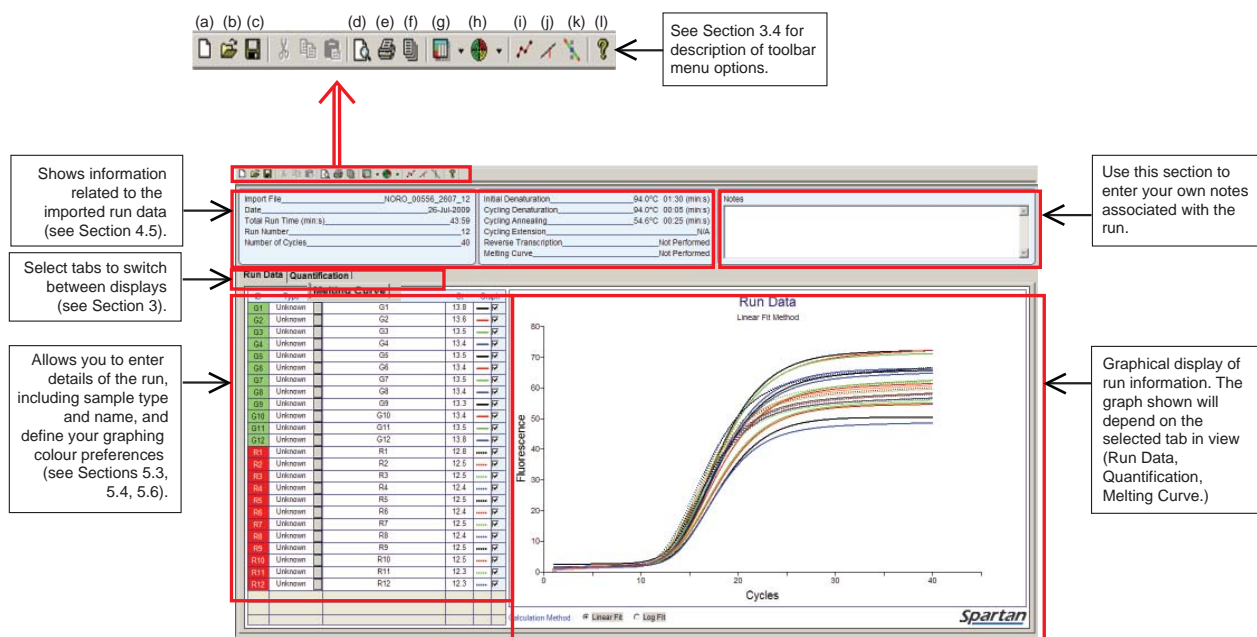 (a) (b) (c) (d) (e) (f) (g) (h) (i) (j) (k) (l)
See Section 3.4 for
description of toolbar
menu options.
Shows information
related to the
imported run data
(see Section 4.5).
Select tabs to switch
between displays
(see Section 3).
Allows you to enter
details of the run,
including sample type
and name, and
define your graphing
colour preferences
(see Sections 5.3,
5.4, 5.6).
Use this section to
enter your own notes
associated with the
run.
Graphical display of
run information. The
graph shown will
depend on the
selected tab in view
(Run Data,
Quantification,
Melting Curve.)
Import File NORO_00556_2607_12
Date 26-Jul-2009
Total Run Time (min:s) 43:59
Run Number 12
Number of Cycles 40
Initial Denaturation 94.0°C 01:30 (min:s)
Cycling Denaturation 94.0°C 00:05 (min:s)
Cycling Annealing 54.6°C 00:25 (min:s)
Cycling Extension N/A
Reverse Transcription Not Performed
Melting Curve Not Performed
Notes
Run Data Quantification
Melting Curve
Type
G1 Unknown G1 13.8
G2 Unknown G2 13.6
G3 Unknown G3 13.5
G4 Unknown G4 13.4
G5 Unknown G5 13.5
G6 Unknown G6 13.4
G7 Unknown G7 13.5
G8 Unknown G8 13.4
G9 Unknown G9 13.3
G10 Unknown G10 13.4
G11 Unknown G11 13.5
G12 Unknown G12 13.8
R1 Unknown R1 12.8
R2 Unknown R2 12.5
R3 Unknown R3 12.5
R4 Unknown R4 12.4
R5 Unknown R5 12.5
R6 Unknown R6 12.4
R7 Unknown R7 12.5
R8 Unknown R8 12.4
R9 Unknown R9 12.5
R10 Unknown R10 12.5
R11 Unknown R11 12.3
R12 Unknown R12 12.3
Run Data
Linear Fit Method
Fluorescence
80
70
60
50
40
30
20
10
0
0 10 20 30 40
Cycles
Calculation Method Linear Fit Log Fit
Spartan